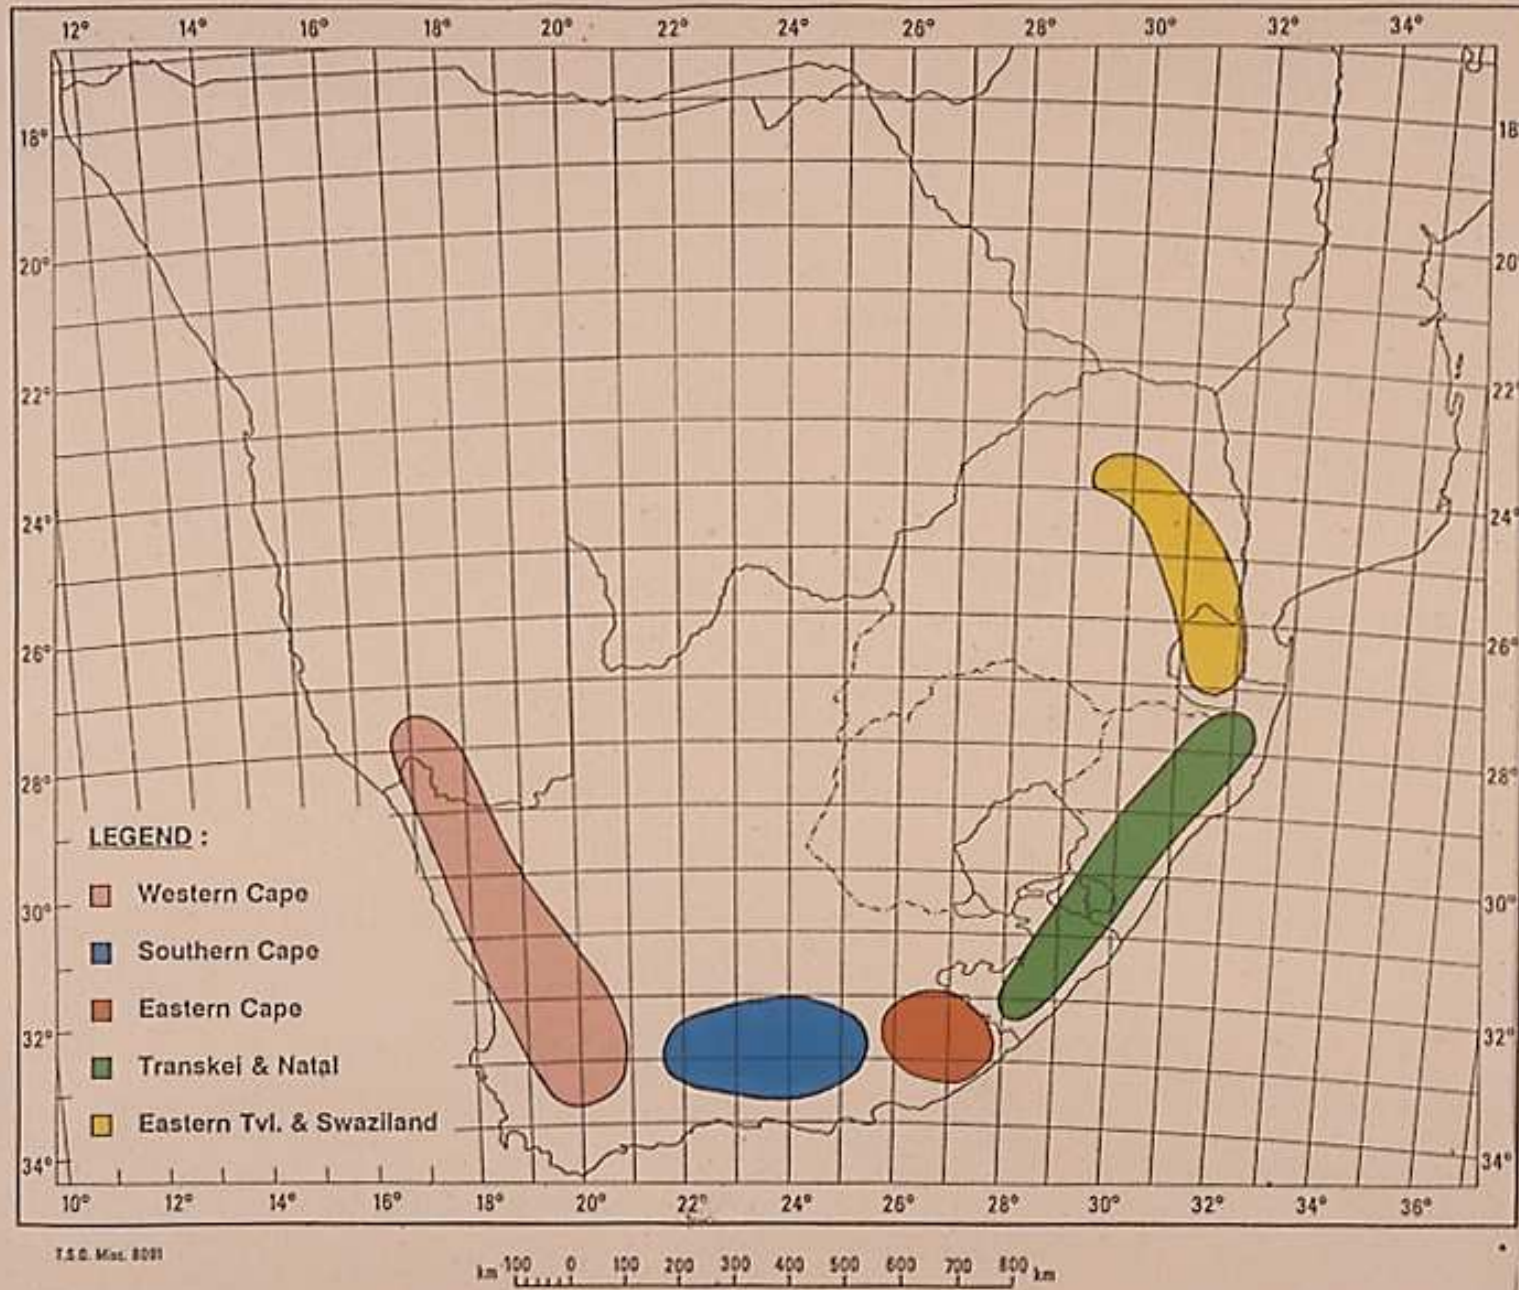 12° 14° 16° 18° 20° 22° 24° 26° 28° 30° 32° 34°
18° 18
20° 20°
22° 22°
24° 24°
26° 26°
28° 28°
LEGEND :
Western Cape
30° 30°
Southern Cape
Eastern Cape
32° 32°
Transkei & Natal
Eastern Tvl. & Swaziland
34° 34°
10° 12° 14° 16° 18° 20° 22° 24° 26° 28° 30° 32° 34° 36°
T.S.G. Misc. 8091
km 100 0 100 200 300 400 500 600 700 800 km